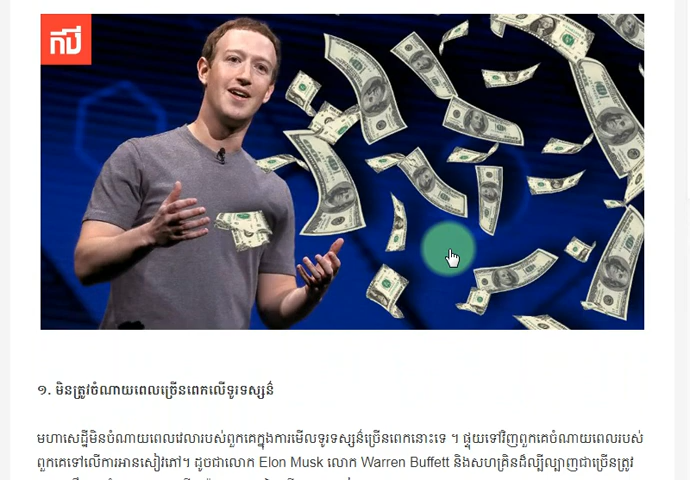 កប៊ី
១. មិនត្រូវចំណាយពេលច្រើនពេកលើទូរទស្សន៍
មហាសេដ្ឋីមិនចំណាយពេលវេលារបស់ពួកគេក្នុងការមើលទូរទស្សន៍ច្រើនពេកនោះទេ ។ ផ្ទុយទៅវិញពួកគេចំណាយពេលរបស់
ពួកគេទៅលើការអានសៀវភៅ។ ដូចជាលោក Elon Musk លោក Warren Buffett និងសហគ្រិនដ៏ល្បីល្បាញជាច្រើនត្រូវ